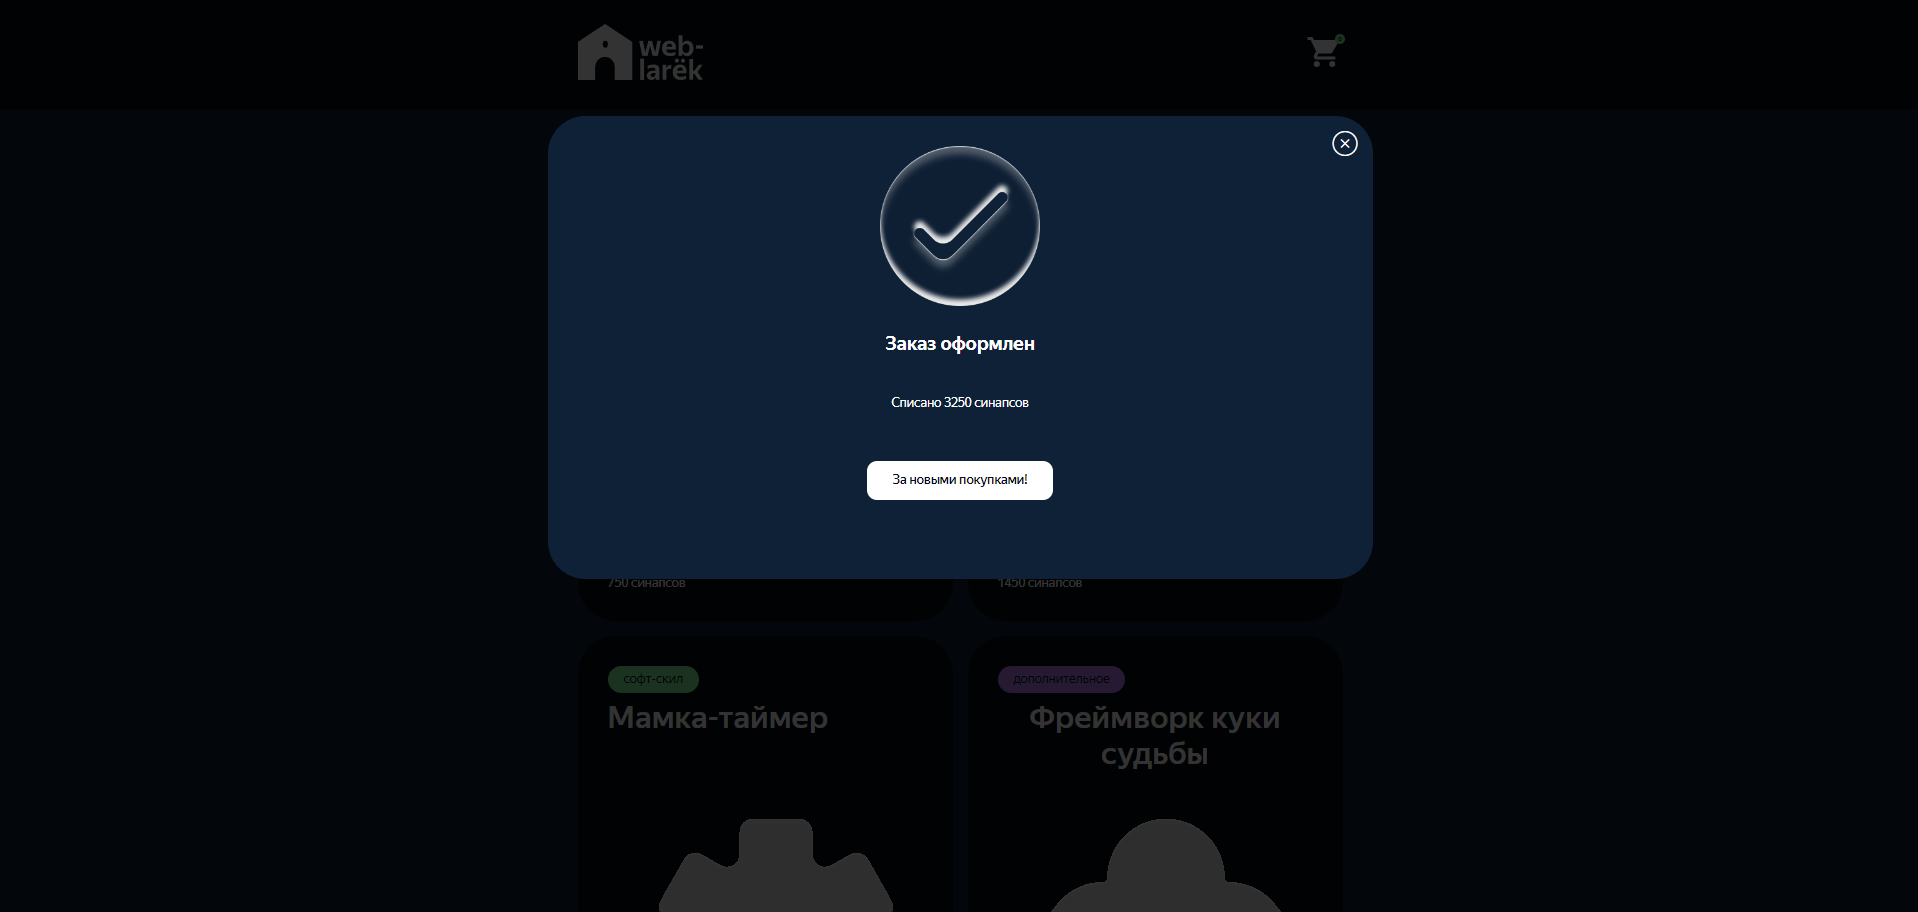 web-
larёk
0
Заказ оформлен
Списано 3250 синапсов
За новыми покупками!
750 синапсов
1450 синапсов
софт-скил
дополнительное
Мамка-таймер
Фреймворк куки
судьбы